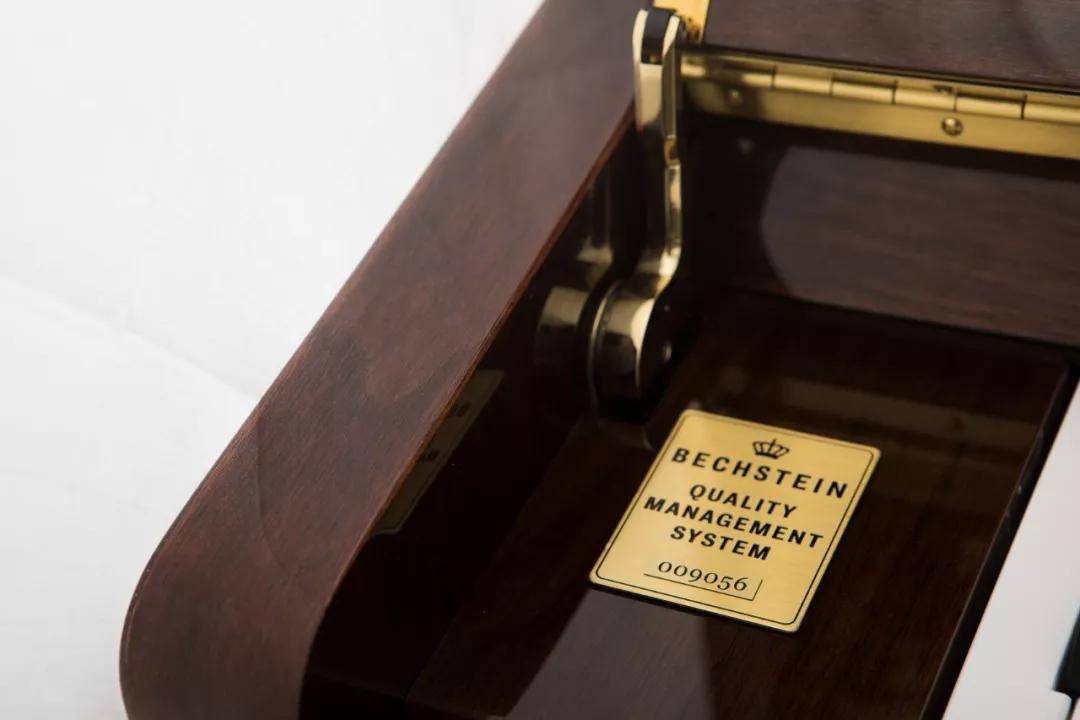 BECHSTEIN
QUALITY
MANAGEMENT
SYSTEM
009056